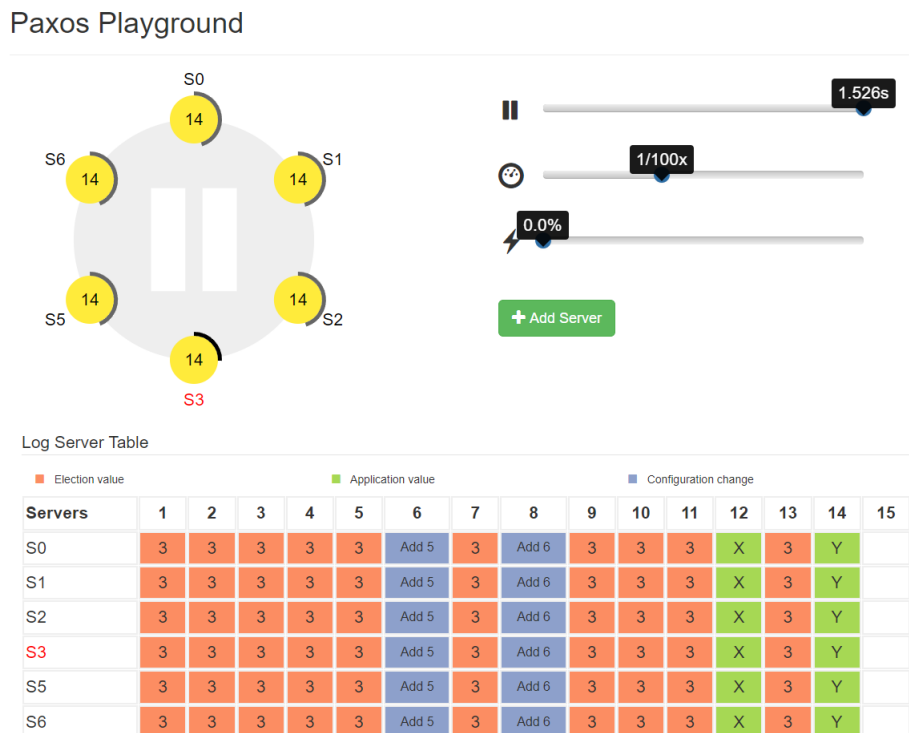 Paxos Playground
S0
14
S6
14
S1
14
S5
14
S2
14
S3
14
1.526s
1/100x
0.0%
Add Server
Log Server Table
Election value Application value Configuration change
Servers 1 2 3 4 5 6 7 8 9 10 11 12 13 14 15
S0 3 3 3 3 3 Add 5 3 Add 6 3 3 3 X 3 Y
S1 3 3 3 3 3 Add 5 3 Add 6 3 3 3 X 3 Y
S2 3 3 3 3 3 Add 5 3 Add 6 3 3 3 X 3 Y
S3 3 3 3 3 3 Add 5 3 Add 6 3 3 3 X 3 Y
S5 3 3 3 3 3 Add 5 3 Add 6 3 3 3 X 3 Y
S6 3 3 3 3 3 Add 5 3 Add 6 3 3 3 X 3 Y